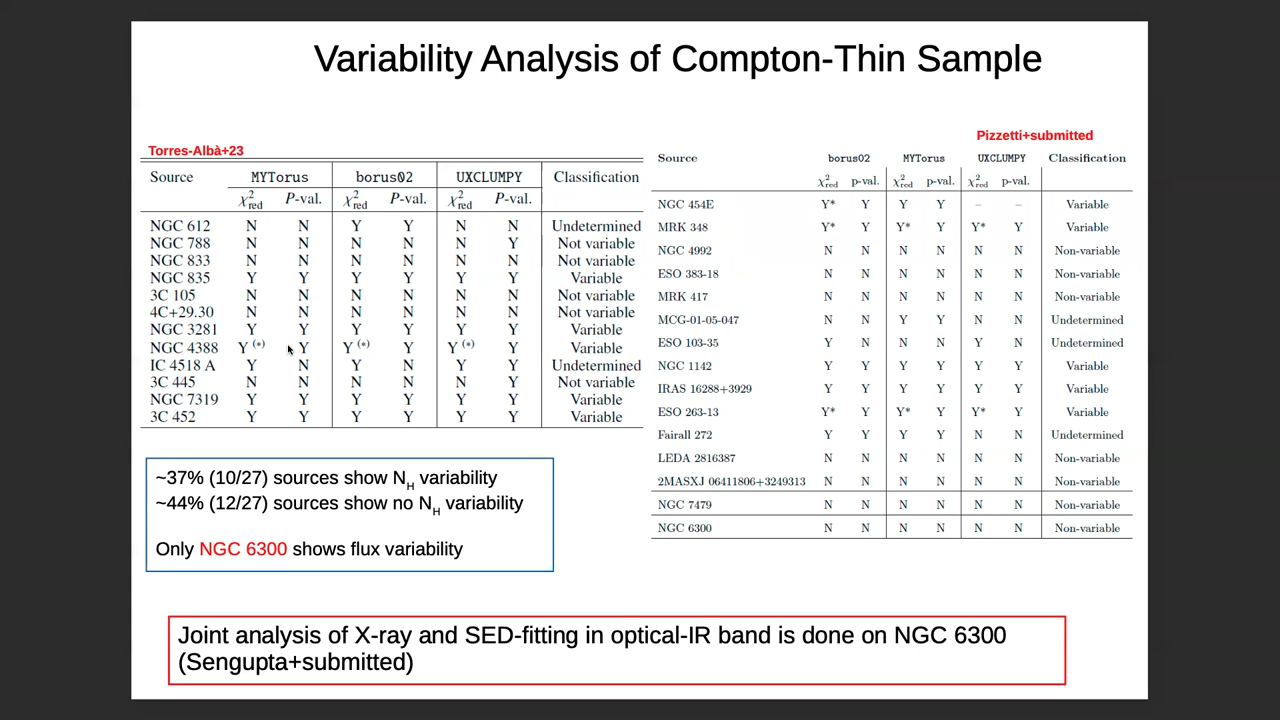 Variability Analysis of Compton-Thin Sample
Torres-Albà+23
Source MYTorus borus02 UXCLUMPY Classification
χ²red P-val. χ²red P-val. χ²red P-val.
NGC 612 N N Y Y N N Undetermined
NGC 788 N N N N N Y Not variable
NGC 833 N N N N N N Not variable
NGC 835 Y Y Y Y Y Y Variable
3C 105 N N N N N N Not variable
4C+29.30 N N N N N N Not variable
NGC 3281 Y Y Y Y Y Y Variable
NGC 4388 Y (*) Y Y (*) Y Y (*) Y Variable
IC 4518 A Y N Y N Y Y Undetermined
3C 445 N N N N N Y Not variable
NGC 7319 Y Y Y Y Y Y Variable
3C 452 Y Y Y Y Y Y Variable
~37% (10/27) sources show NH variability
~44% (12/27) sources show no NH variability
Only NGC 6300 shows flux variability
Pizzetti+submitted
Source borus02 MYTorus UXCLUMPY Classification
χ²red p-val. χ²red p-val. χ²red p-val.
NGC 454E Y* Y Y Y – – Variable
MRK 348 Y* Y Y* Y Y* Y Variable
NGC 4992 N N N N N N Non-variable
ESO 383-18 N N N N N N Non-variable
MRK 417 N N N N N N Non-variable
MCG-01-05-047 N N Y Y N N Undetermined
ESO 103-35 Y N N N Y N Undetermined
NGC 1142 Y Y Y Y Y Y Variable
IRAS 16288+3929 Y Y Y Y Y Y Variable
ESO 263-13 Y* Y Y* Y Y* Y Variable
Fairall 272 Y Y Y Y N N Undetermined
LEDA 2816387 N N N N N N Non-variable
2MASXJ 06411806+3249313 N N N N N N Non-variable
NGC 7479 N N N N N N Non-variable
NGC 6300 N N N N N N Non-variable
Joint analysis of X-ray and SED-fitting in optical-IR band is done on NGC 6300
(Sengupta+submitted)